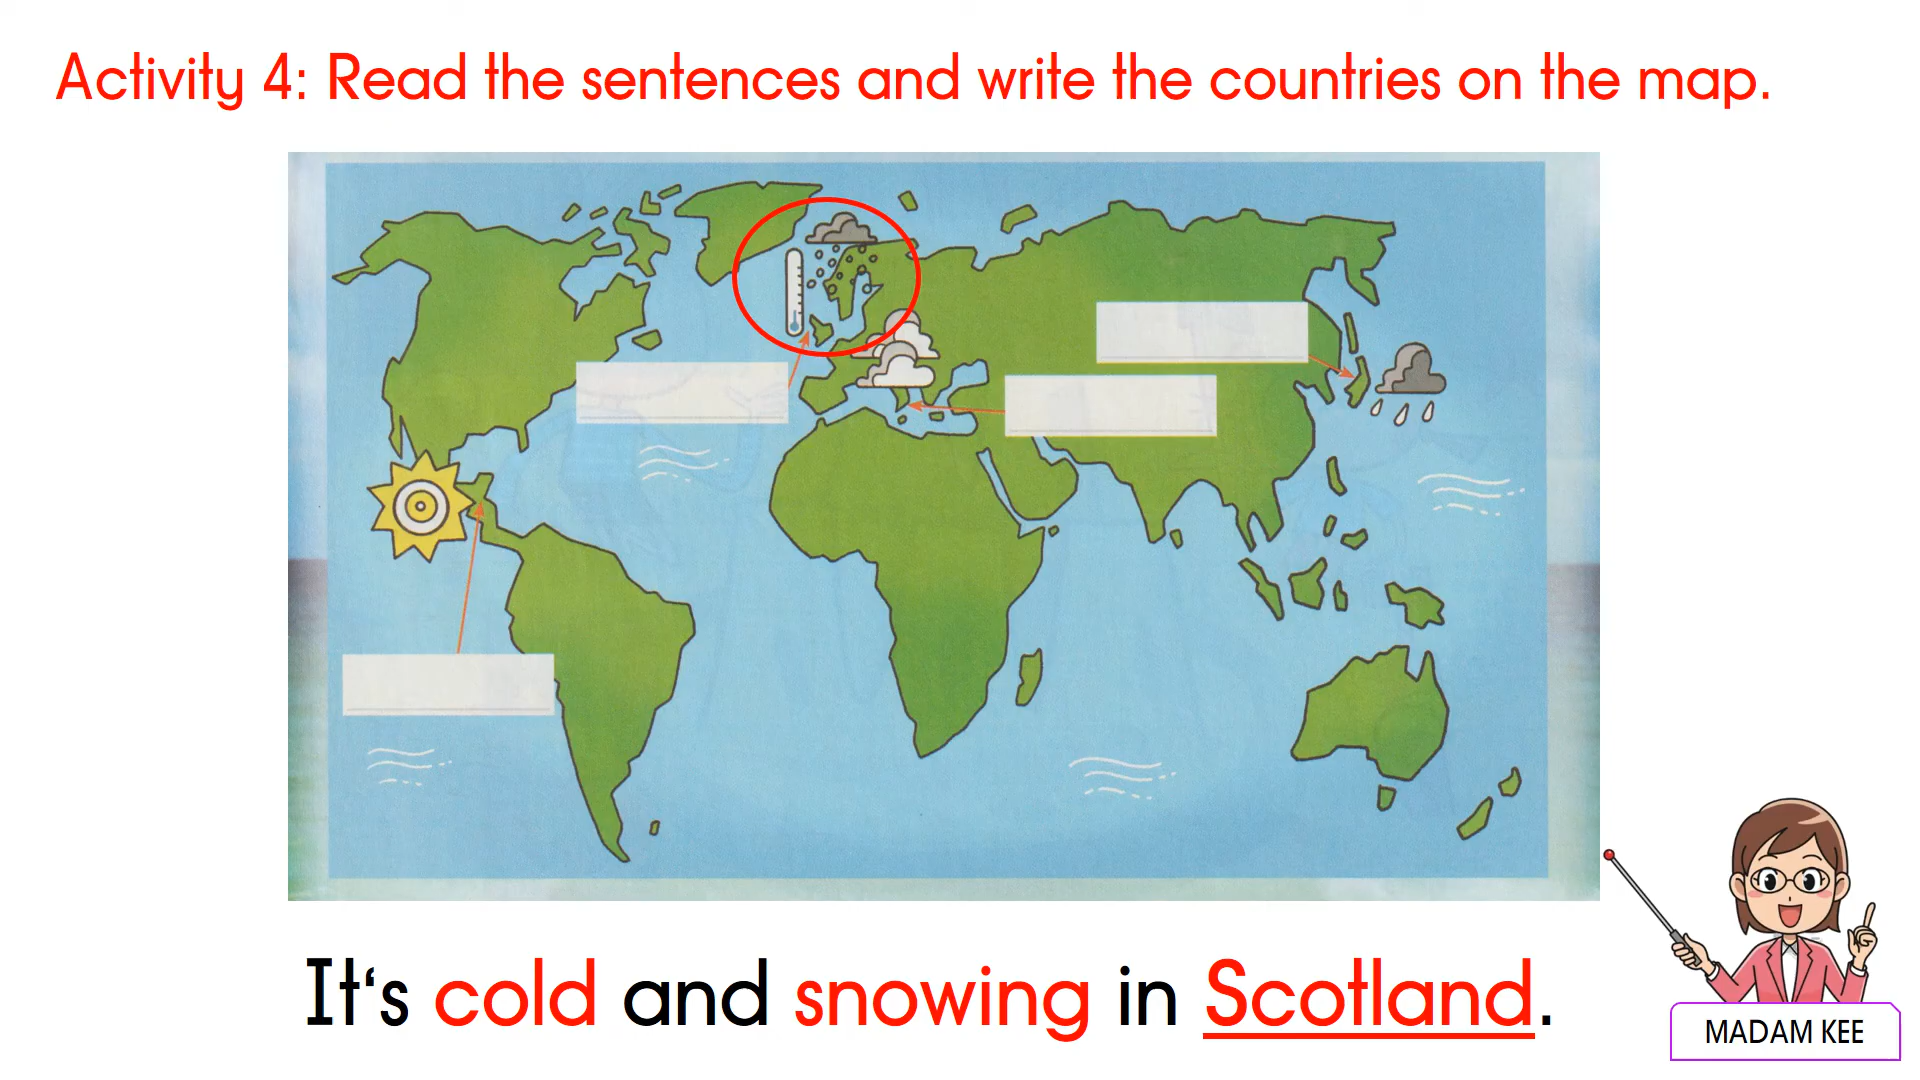 Activity 4: Read the sentences and write the countries on the map.
It‘s cold and snowing in Scotland.
MADAM KEE